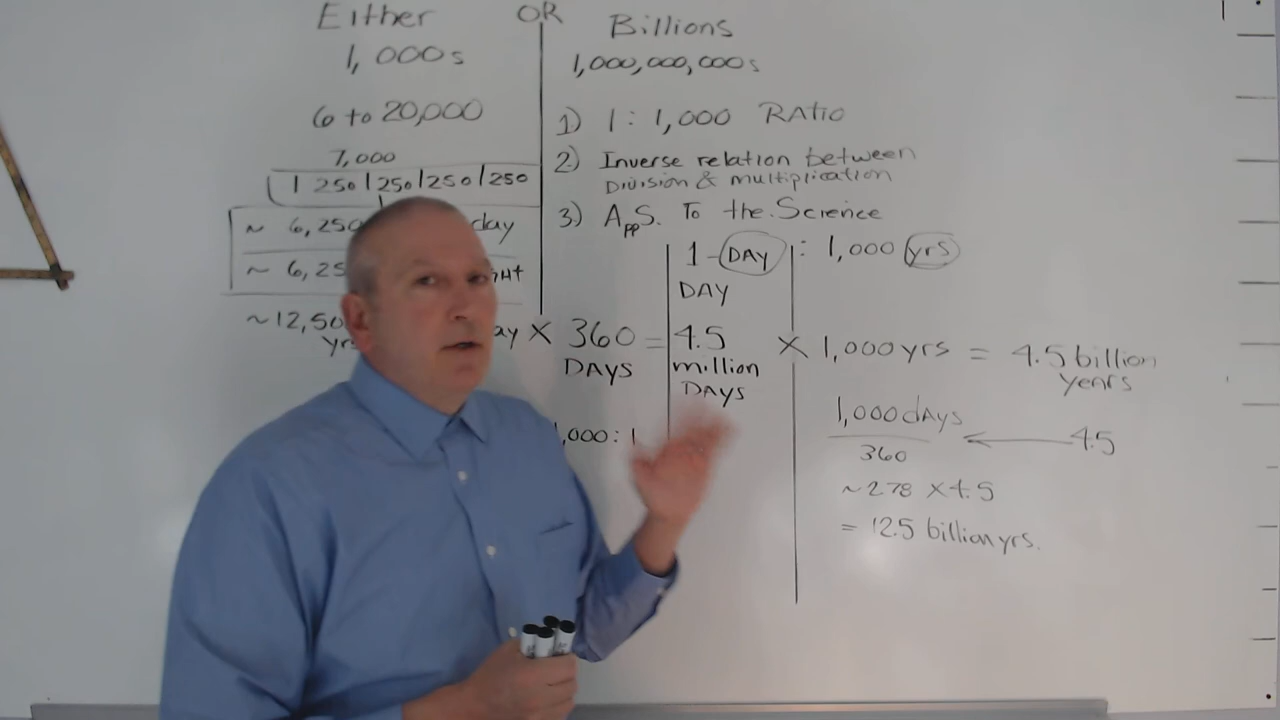 Either OR Billions
1,000s
1,000,000,000s
6 to 20,000
7,000
1 250/250/250/250
~ 6,250 day
~ 6,25
~12,50
yr
1) 1:1,000 RATIO
2) Inverse relation between
Division & multiplication
3) AppS. To the Science
1 - DAY : 1,000 yrs
DAY
ay X 360 = 4.5 X 1,000 yrs = 4.5 billion
DAYS million years
DAYS
,000:1
1,000 days
360 ← 4.5
~278 X 4.5
= 12.5 billion yrs.